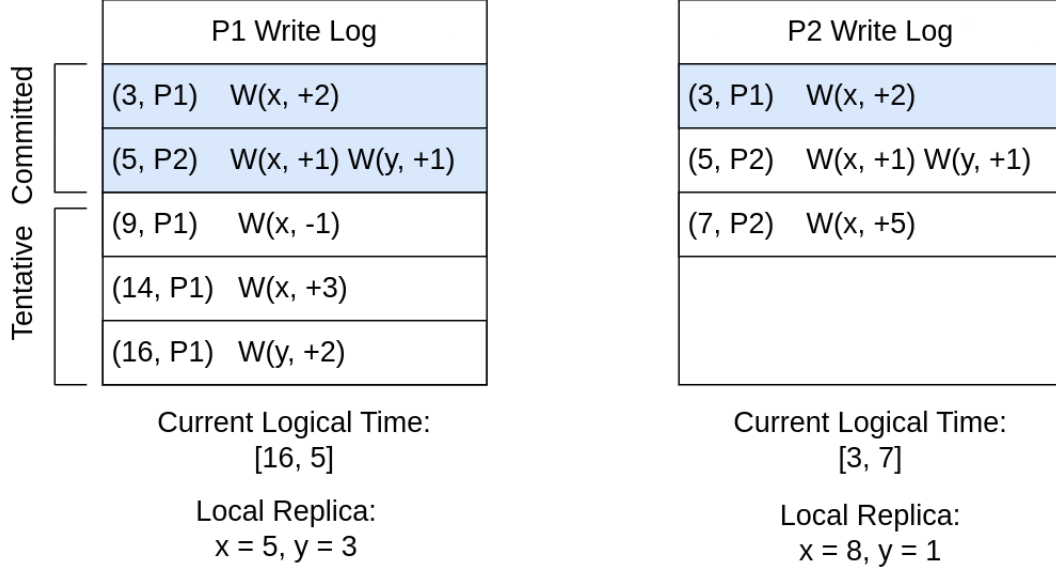 P1 Write Log
Committed
(3, P1) W(x, +2)
(5, P2) W(x, +1) W(y, +1)
Tentative
(9, P1) W(x, -1)
(14, P1) W(x, +3)
(16, P1) W(y, +2)
Current Logical Time:
[16, 5]
Local Replica:
x = 5, y = 3
P2 Write Log
(3, P1) W(x, +2)
(5, P2) W(x, +1) W(y, +1)
(7, P2) W(x, +5)
Current Logical Time:
[3, 7]
Local Replica:
x = 8, y = 1